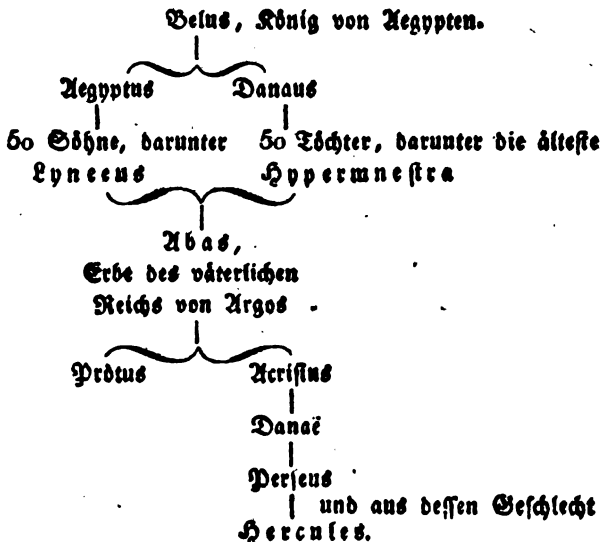 Belus, König von Aegypten.
Aegyptus Danaus
50 Söhne, darunter 50 Töchter, darunter die älteste
Lynceus Hypermnestra
Abas,
Erbe des väterlichen
Reichs von Argos
Prötus Acrisius
Danaë
Perseus
und aus dessen Geschlecht
Hercules.